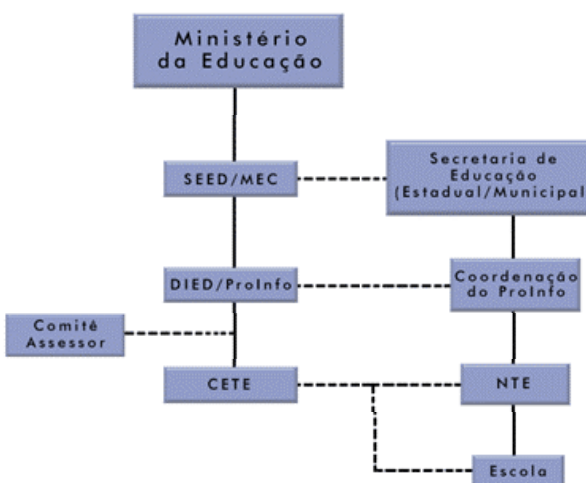 Ministério
da Educação
SEED/MEC
Secretaria de
Educação
(Estadual/Municipal
DIED/ProInfo
Coordenação
do ProInfo
Comitê
Assessor
CETE
NTE
Escola